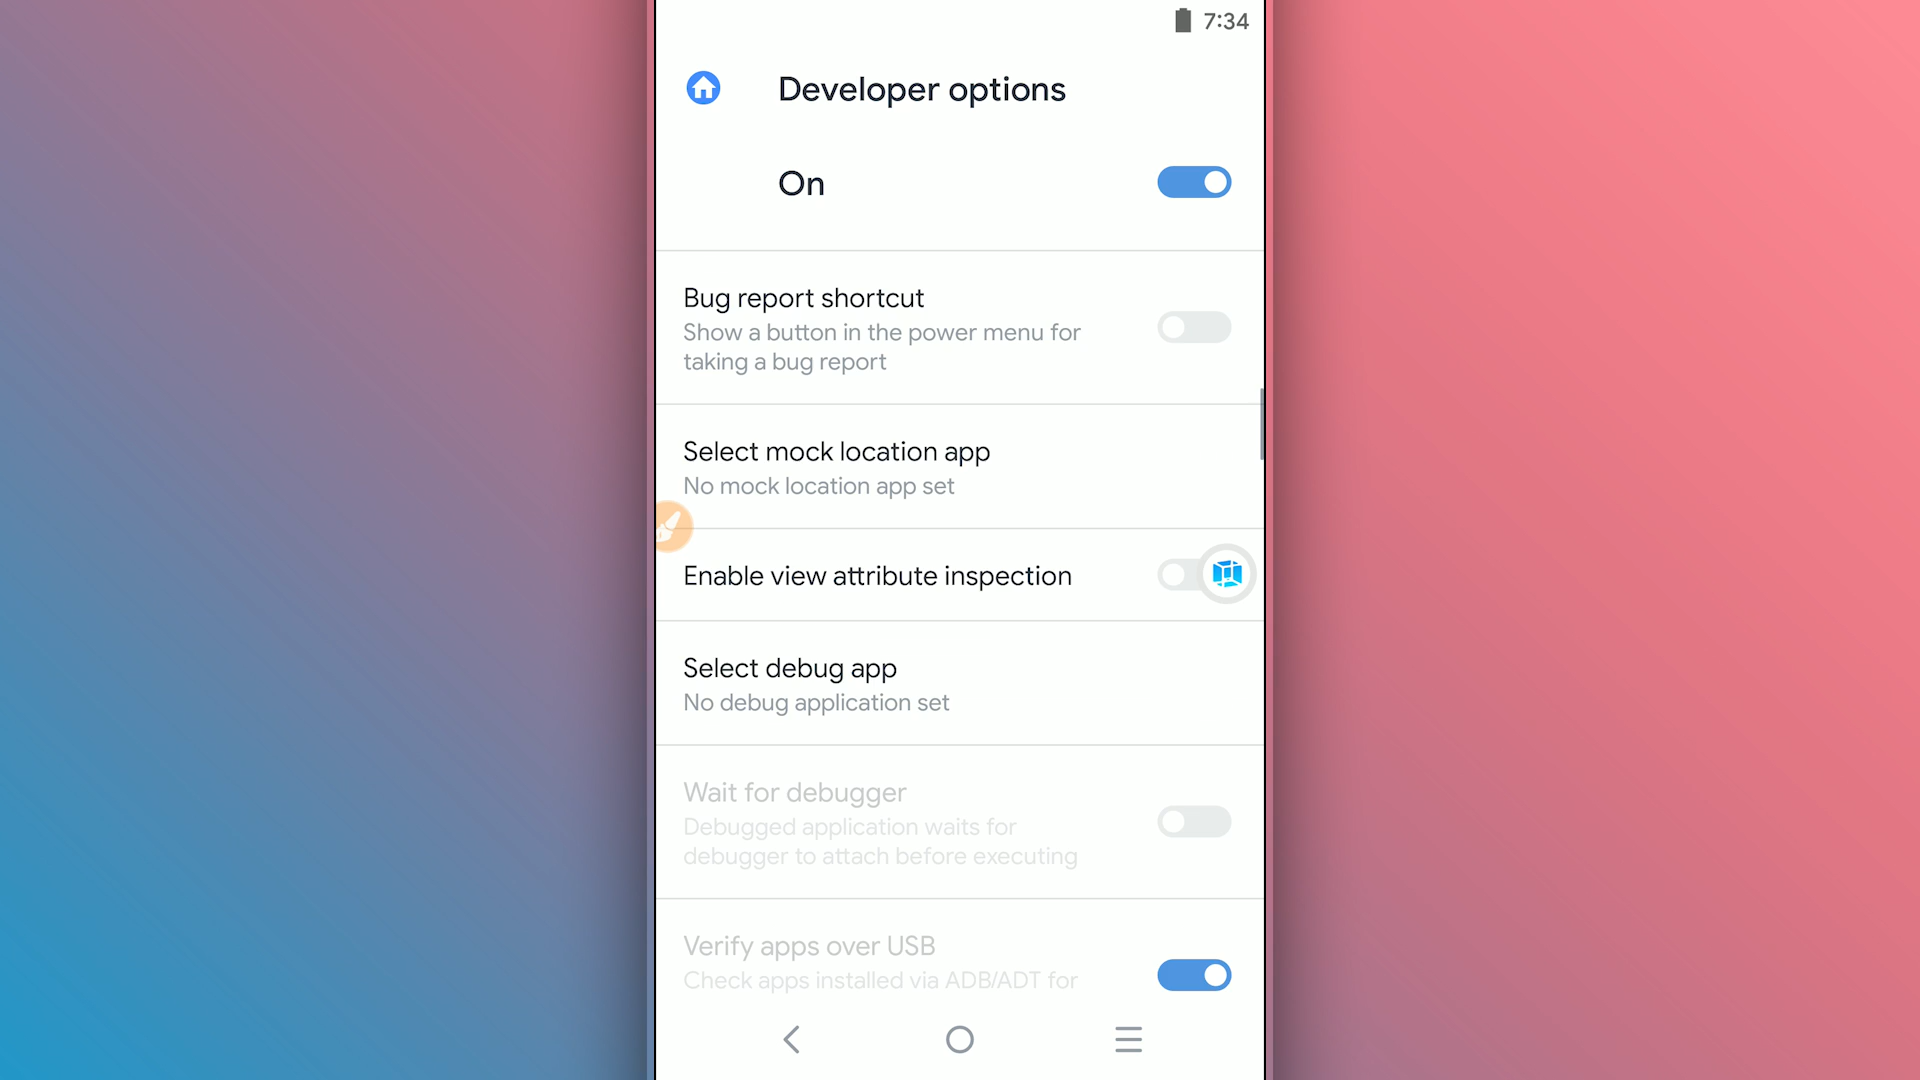 7:34
Developer options
On
Bug report shortcut
Show a button in the power menu for
taking a bug report
Select mock location app
No mock location app set
Enable view attribute inspection
Select debug app
No debug application set
Wait for debugger
Debugged application waits for
debugger to attach before executing
Verify apps over USB
Check apps installed via ADB/ADT for